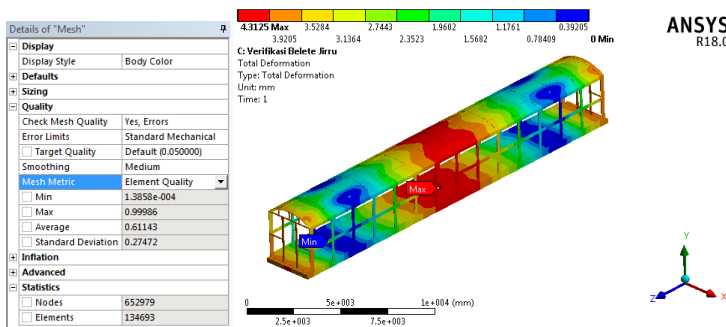 Details of "Mesh"
Display
Display Style Body Color
Defaults
Sizing
Quality
Check Mesh Quality Yes, Errors
Error Limits Standard Mechanical
Target Quality Default (0.050000)
Smoothing Medium
Mesh Metric Element Quality
Min 1.3858e-004
Max 0.99986
Average 0.61143
Standard Deviation 0.27472
Inflation
Advanced
Statistics
Nodes 652979
Elements 134693
4.3125 Max 3.5284 2.7443 1.9602 1.1761 0.39205
3.9205 3.1364 2.3523 1.5682 0.78409 0 Min
C: Verifikasi Belete Jirru
Total Deformation
Type: Total Deformation
Unit: mm
Time: 1
Max
Min
0 5e+003 1e+004 (mm)
2.5e+003 7.5e+003
ANSYS
R18.0
Y
Z
X